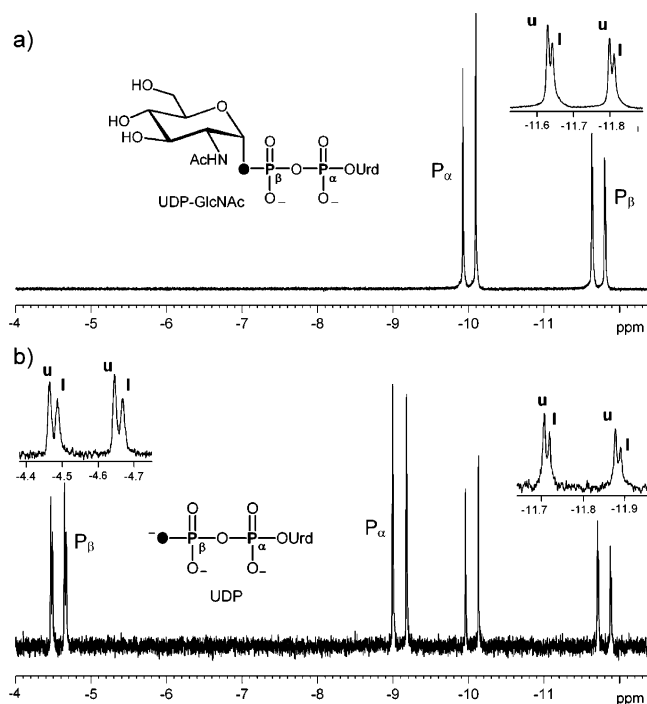 a)
u
l
u
l
-11.6 -11.7 -11.8
HO
O
HO
HO
AcHN
O O
P O P OUrd
β α
O– O–
UDP-GlcNAc
Pα
Pβ
-4 -5 -6 -7 -8 -9 -10 -11 ppm
b)
u
l
u
l
-4.4 -4.5 -4.6 -4.7
u
l
u
l
-11.7 -11.8 -11.9
Pβ
O O
– P O P OUrd
β α
O– O–
UDP
Pα
-4 -5 -6 -7 -8 -9 -10 -11 ppm